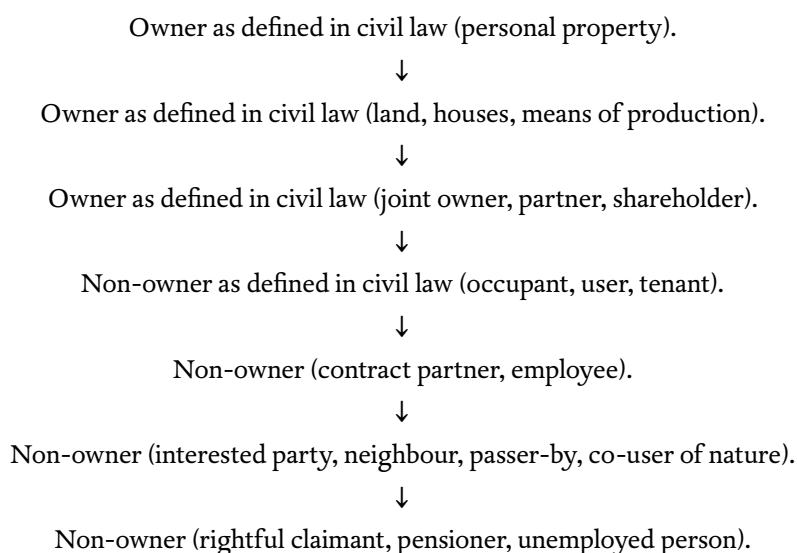 Owner as defined in civil law (personal property).
↓
Owner as defined in civil law (land, houses, means of production).
↓
Owner as defined in civil law (joint owner, partner, shareholder).
↓
Non-owner as defined in civil law (occupant, user, tenant).
↓
Non-owner (contract partner, employee).
↓
Non-owner (interested party, neighbour, passer-by, co-user of nature).
↓
Non-owner (rightful claimant, pensioner, unemployed person).